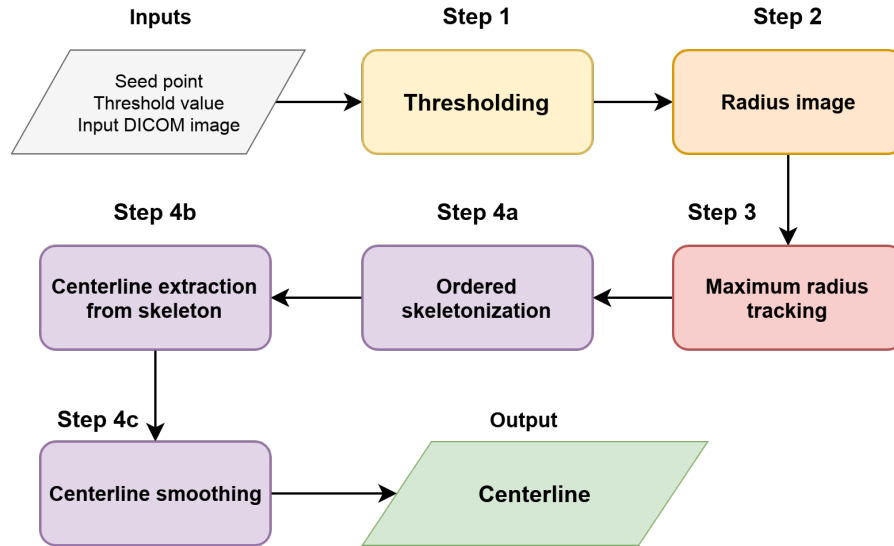 Inputs
Step 1
Step 2
Seed point
Threshold value
Input DICOM image
Thresholding
Radius image
Step 4b
Step 4a
Step 3
Centerline extraction
from skeleton
Ordered
skeletonization
Maximum radius
tracking
Step 4c
Output
Centerline smoothing
Centerline